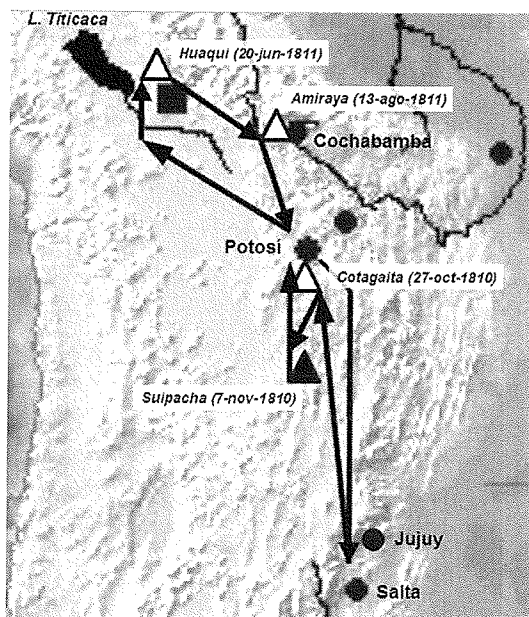 L. Titicaca
Huaqui (20-jun-1811)
Amiraya (13-ago-1811)
Cochabamba
Potosi
Cotagaita (27-oct-1810)
Suipacha (7-nov-1810)
Jujuy
Salta